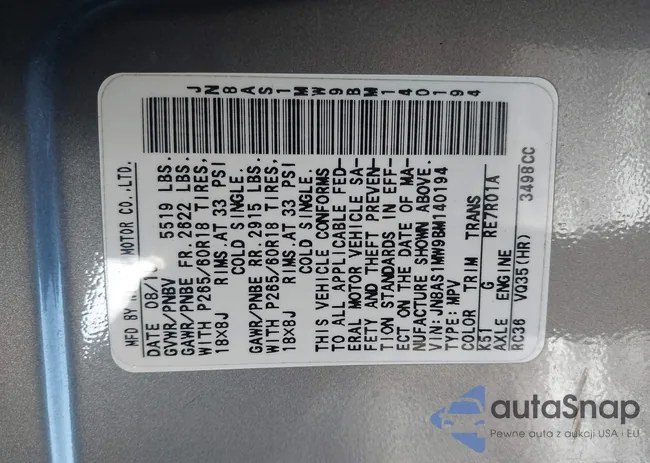 JN8AS1MW9BM140194
MOTOR CO.,LTD.
DATE 08/1
GVWR/PNBV 5519 LBS.
GAWR/PNBE FR.2622 LBS.
WITH P265/60R18 TIRES,
18X8J RIMS.AT 33 PSI
COLD SINGLE.
GAWR/PNBE RR.2915 LBS.
WITH P265/60R18 TIRES,
18X8J RIMS.AT 33 PSI
COLD SINGLE.
THIS VEHICLE CONFORMS
TO ALL APPLICABLE FED-
ERAL MOTOR VEHICLE SA-
FETY AND THEFT PREVEN-
TION STANDARDS IN EFF-
ECT ON THE DATE OF MA-
NUFACTURE SHOWN ABOVE.
VIN:JN8AS1MW9BM140194
TYPE:MPV
COLOR TRIM TRANS
K51 G RE7R01A
AXLE ENGINE
RC36 VQ35(HR) 3498CC
autaSnap
Pewne auta z aukcji USA i EU